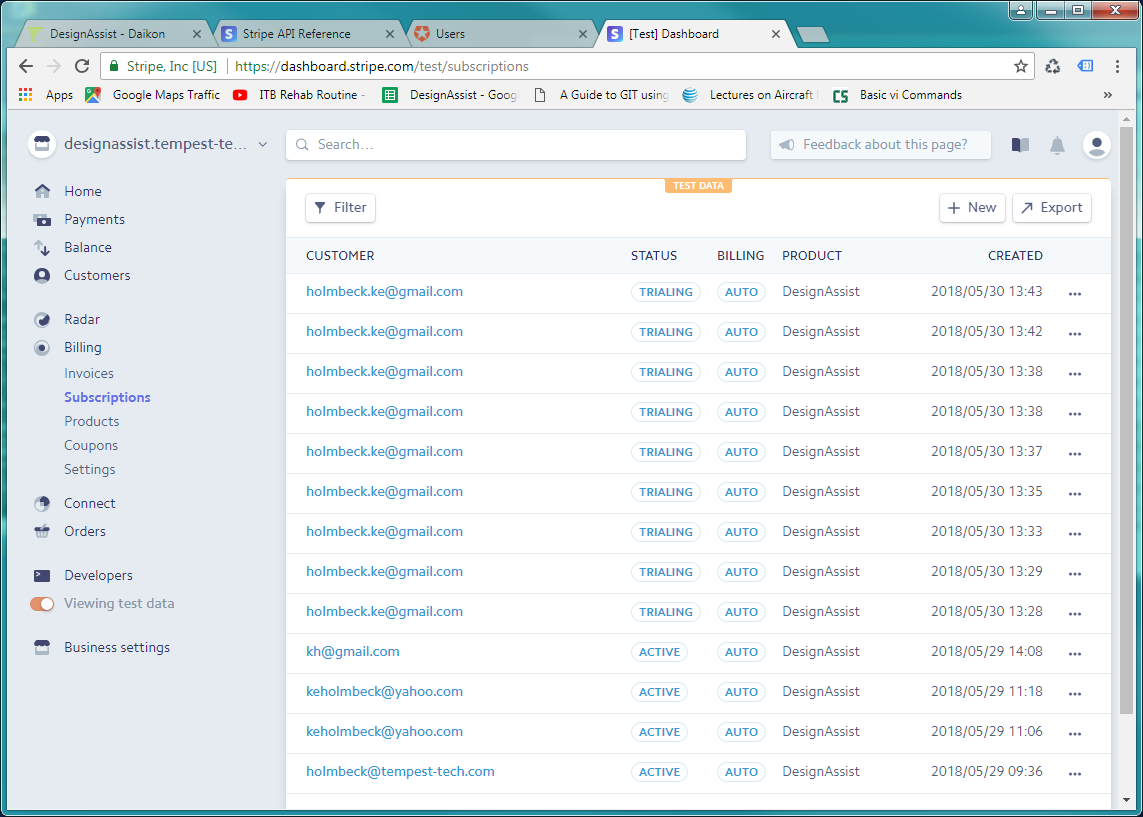 DesignAssist - Daikon
Stripe API Reference
Users
[Test] Dashboard
Stripe, Inc [US] https://dashboard.stripe.com/test/subscriptions
Apps Google Maps Traffic ITB Rehab Routine - DesignAssist - Goog A Guide to GIT using Lectures on Aircraft Basic vi Commands »
designassist.tempest-te... Search... Feedback about this page?
TEST DATA
Filter New Export
Home
Payments
Balance
Customers
Radar
Billing
Invoices
Subscriptions
Products
Coupons
Settings
Connect
Orders
Developers
Viewing test data
Business settings
CUSTOMER STATUS BILLING PRODUCT CREATED
holmbeck.ke@gmail.com TRIALING AUTO DesignAssist 2018/05/30 13:43
holmbeck.ke@gmail.com TRIALING AUTO DesignAssist 2018/05/30 13:42
holmbeck.ke@gmail.com TRIALING AUTO DesignAssist 2018/05/30 13:38
holmbeck.ke@gmail.com TRIALING AUTO DesignAssist 2018/05/30 13:38
holmbeck.ke@gmail.com TRIALING AUTO DesignAssist 2018/05/30 13:37
holmbeck.ke@gmail.com TRIALING AUTO DesignAssist 2018/05/30 13:35
holmbeck.ke@gmail.com TRIALING AUTO DesignAssist 2018/05/30 13:33
holmbeck.ke@gmail.com TRIALING AUTO DesignAssist 2018/05/30 13:29
holmbeck.ke@gmail.com TRIALING AUTO DesignAssist 2018/05/30 13:28
kh@gmail.com ACTIVE AUTO DesignAssist 2018/05/29 14:08
keholmbeck@yahoo.com ACTIVE AUTO DesignAssist 2018/05/29 11:18
keholmbeck@yahoo.com ACTIVE AUTO DesignAssist 2018/05/29 11:06
holmbeck@tempest-tech.com ACTIVE AUTO DesignAssist 2018/05/29 09:36